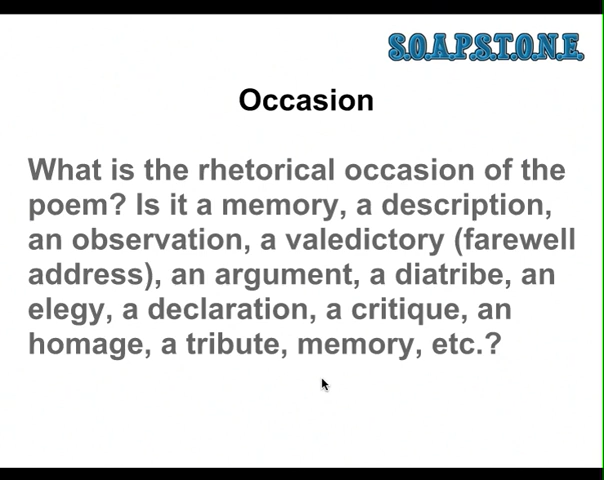 S.O.A.P.S.T.O.N.E.
Occasion
What is the rhetorical occasion of the
poem? Is it a memory, a description,
an observation, a valedictory (farewell
address), an argument, a diatribe, an
elegy, a declaration, a critique, an
homage, a tribute, memory, etc.?